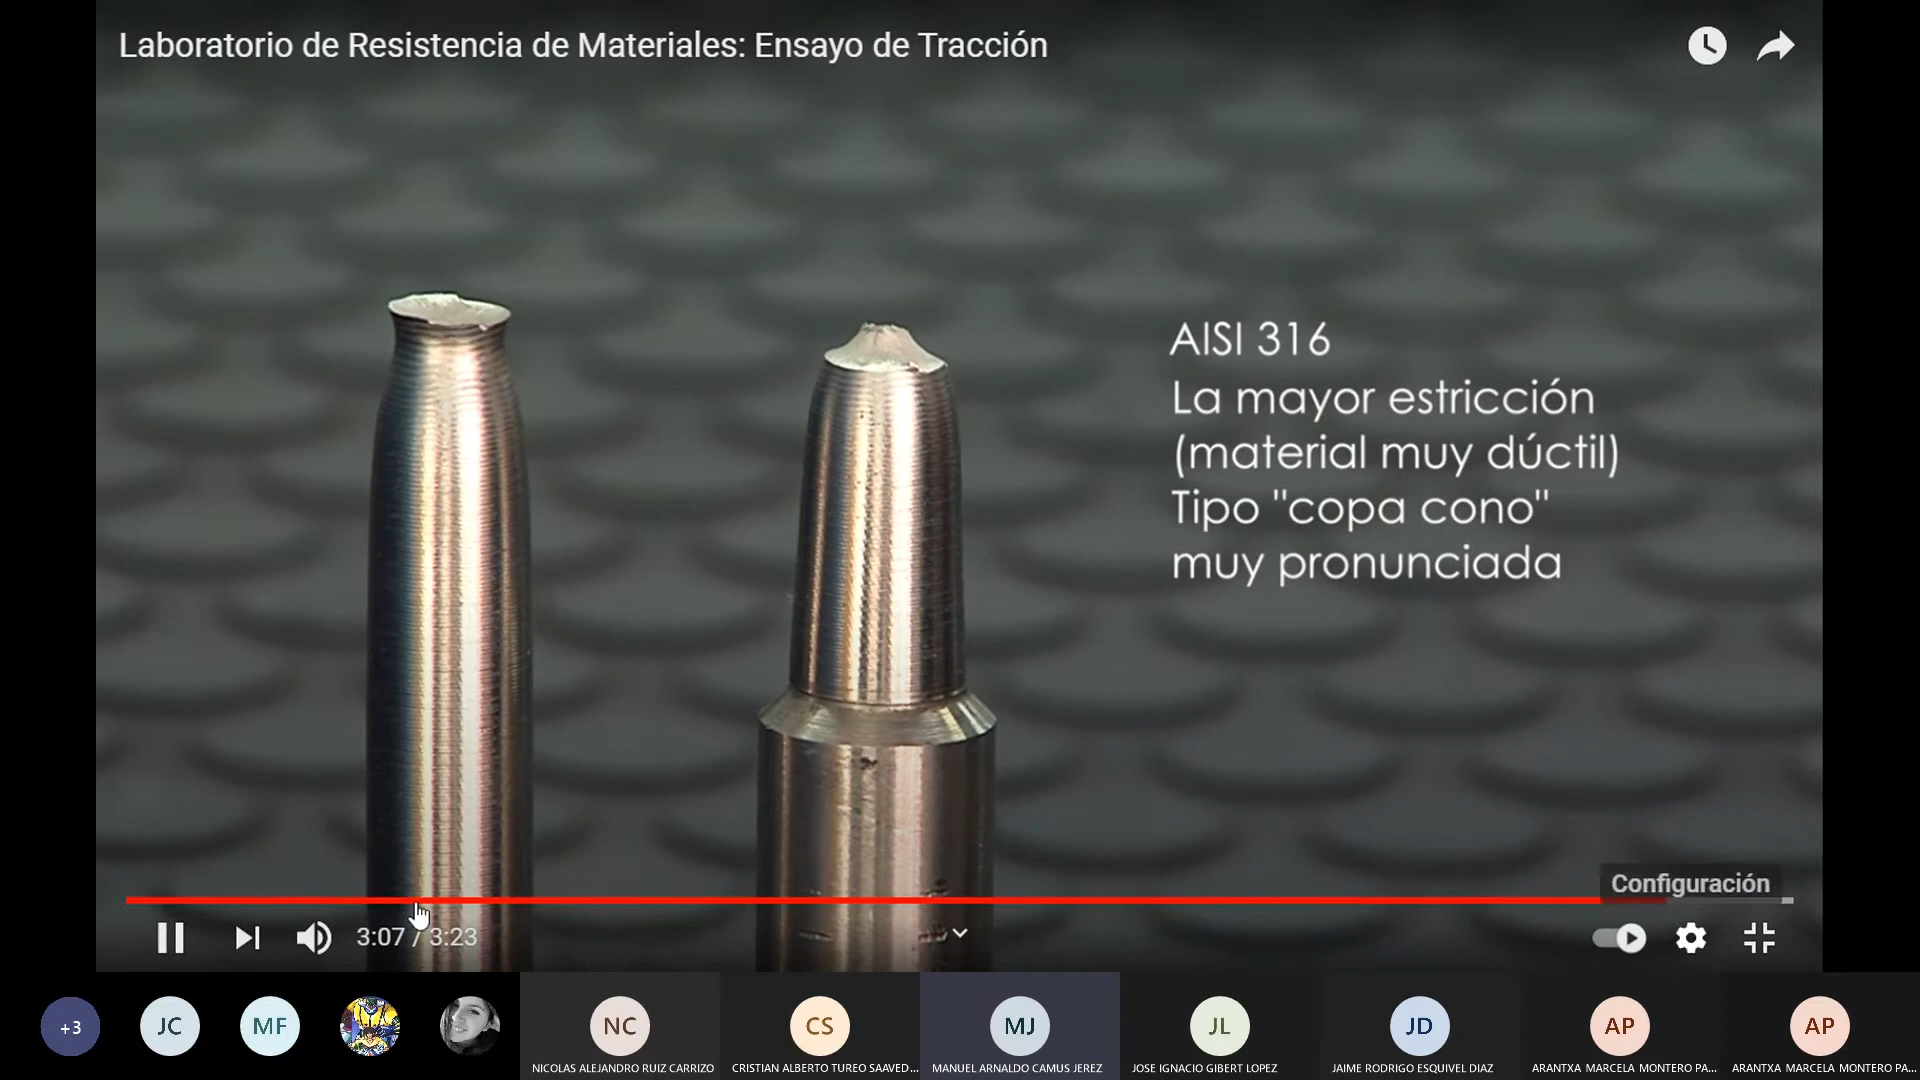 Laboratorio de Resistencia de Materiales: Ensayo de Tracción
AISI 316
La mayor estricción
(material muy dúctil)
Tipo "copa cono"
muy pronunciada
Configuración
3:07 / 3:23
+3
JC
MF
NC
CS
MJ
JL
JD
AP
AP
NICOLAS ALEJANDRO RUIZ CARRIZO
CRISTIAN ALBERTO TUREO SAAVED...
MANUEL ARNALDO CAMUS JEREZ
JOSE IGNACIO GIBERT LOPEZ
JAIME RODRIGO ESQUIVEL DIAZ
ARANTXA MARCELA MONTERO PA...
ARANTXA MARCELA MONTERO PA...